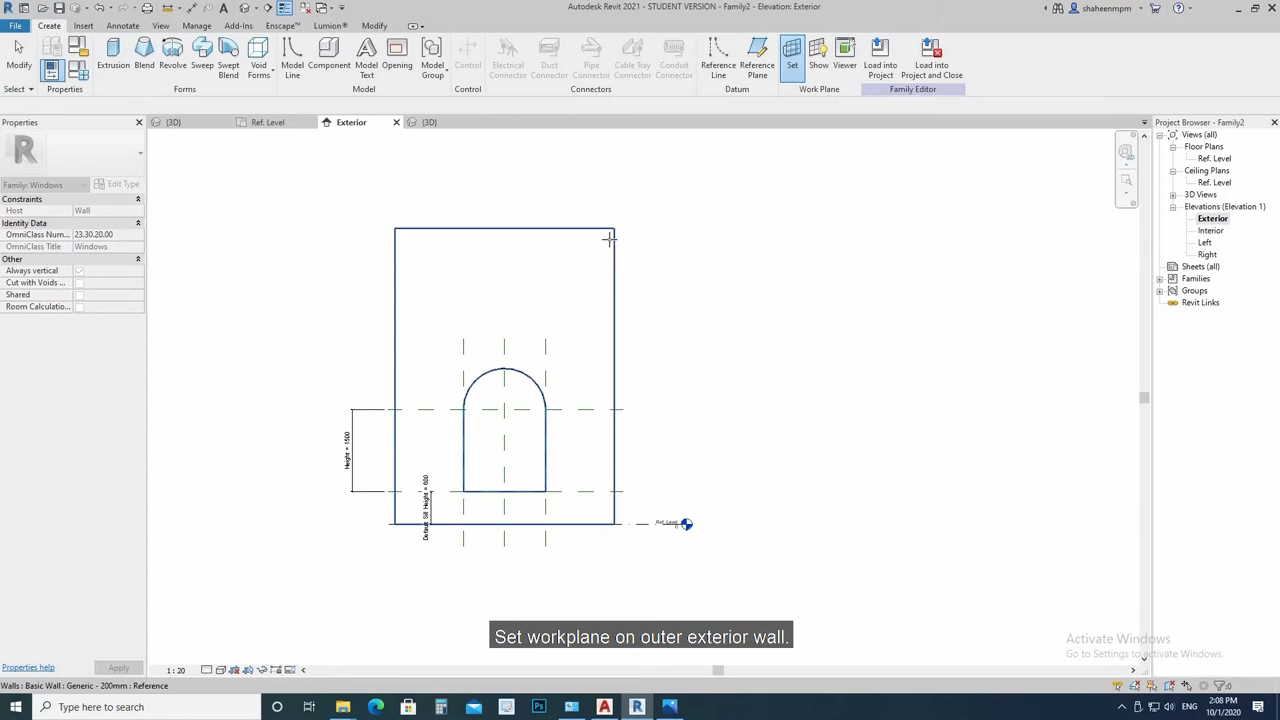 Autodesk Revit 2021 - STUDENT VERSION - Family2 - Elevation: Exterior
shaheenmpm
File Create Insert Annotate View Manage Add-Ins Enscape™ Lumion® Modify
Modify Extrusion Blend Revolve Sweep Swept Blend Void Forms Model Line Component Model Text Opening Model Group Control Electrical Connector Duct Connector Pipe Connector Cable Tray Connector Conduit Connector Reference Line Reference Plane Set Show Viewer Load into Project Load into Project and Close
Select Properties Forms Model Control Connectors Datum Work Plane Family Editor
Properties
{3D} Ref. Level Exterior {3D}
Project Browser - Family2
Family: Windows Edit Type
Constraints
Host Wall
Identity Data
OmniClass Num... 23.30.20.00
OmniClass Title Windows
Other
Always vertical
Cut with Voids ...
Shared
Room Calculatio...
Views (all)
Floor Plans
Ref. Level
Ceiling Plans
Ref. Level
3D Views
Elevations (Elevation 1)
Exterior
Interior
Left
Right
Sheets (all)
Families
Groups
Revit Links
Height = 1500
Default Sill Height = 600
Ref. Level
0
Set workplane on outer exterior wall.
Activate Windows
Go to Settings to activate Windows.
Properties help Apply
1 : 20
Walls : Basic Wall : Generic - 200mm : Reference
:0
Type here to search
ENG
2:08 PM
10/1/2020